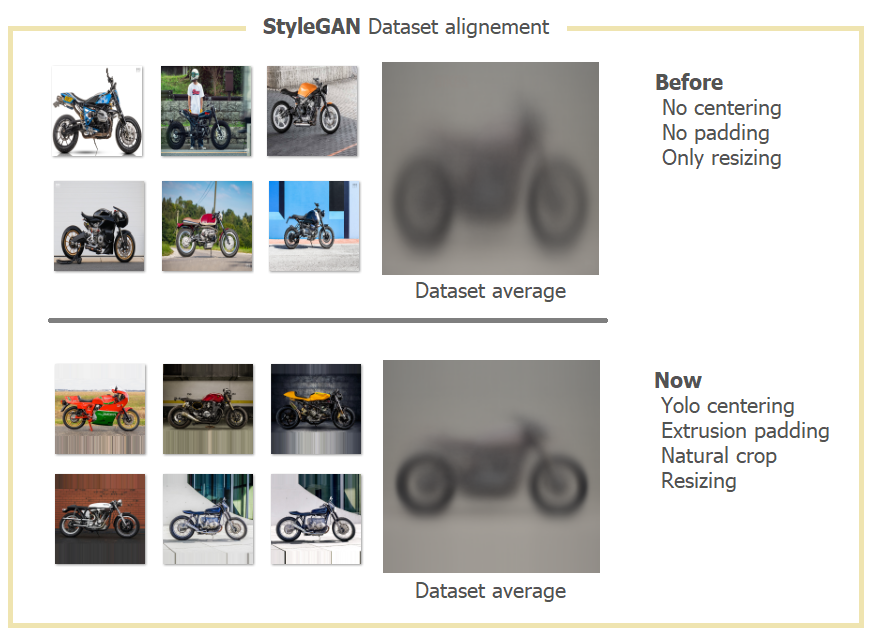 StyleGAN Dataset alignement
Before
No centering
No padding
Only resizing
Dataset average
Now
Yolo centering
Extrusion padding
Natural crop
Resizing
Dataset average